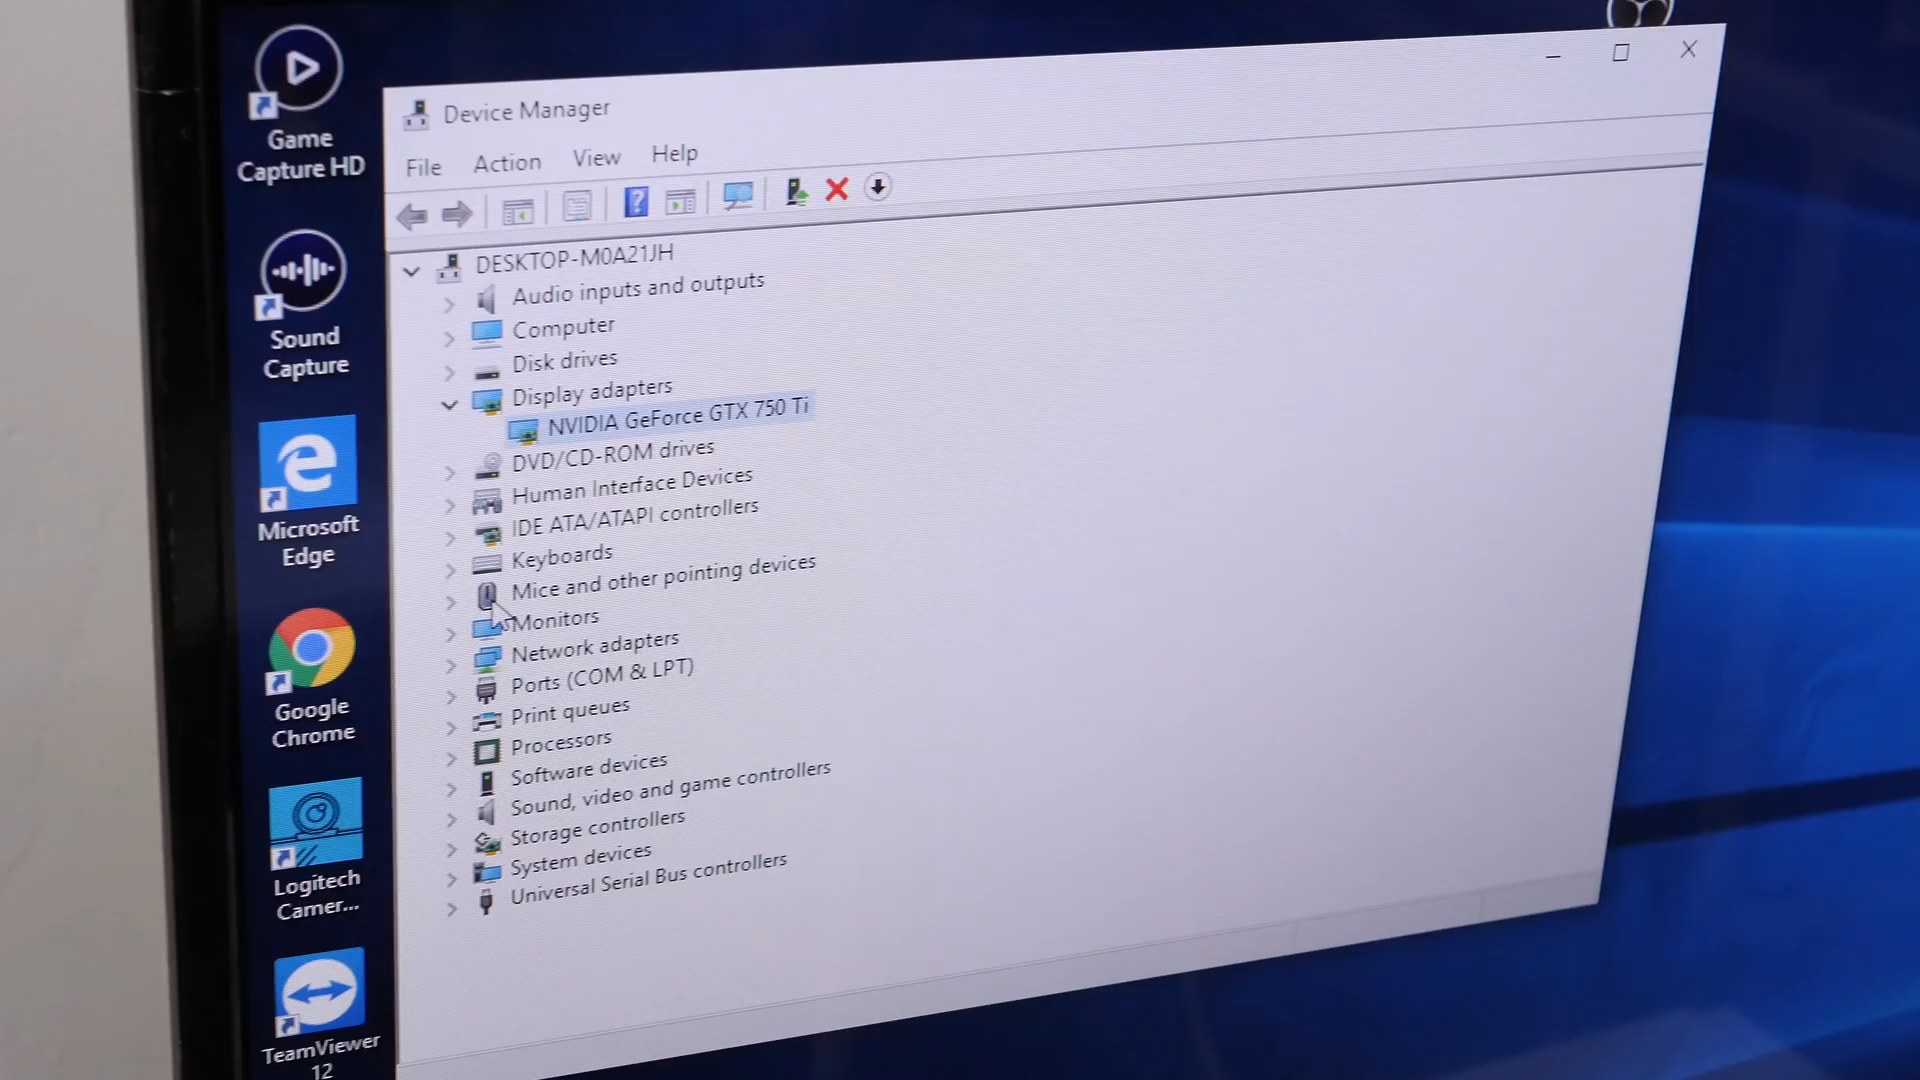 Game
Capture HD
Sound
Capture
Microsoft
Edge
Google
Chrome
Logitech
Camer...
TeamViewer
12
Device Manager
File Action View Help
DESKTOP-M0A21JH
Audio inputs and outputs
Computer
Disk drives
Display adapters
NVIDIA GeForce GTX 750 Ti
DVD/CD-ROM drives
Human Interface Devices
IDE ATA/ATAPI controllers
Keyboards
Mice and other pointing devices
Monitors
Network adapters
Ports (COM & LPT)
Print queues
Processors
Software devices
Sound, video and game controllers
Storage controllers
System devices
Universal Serial Bus controllers